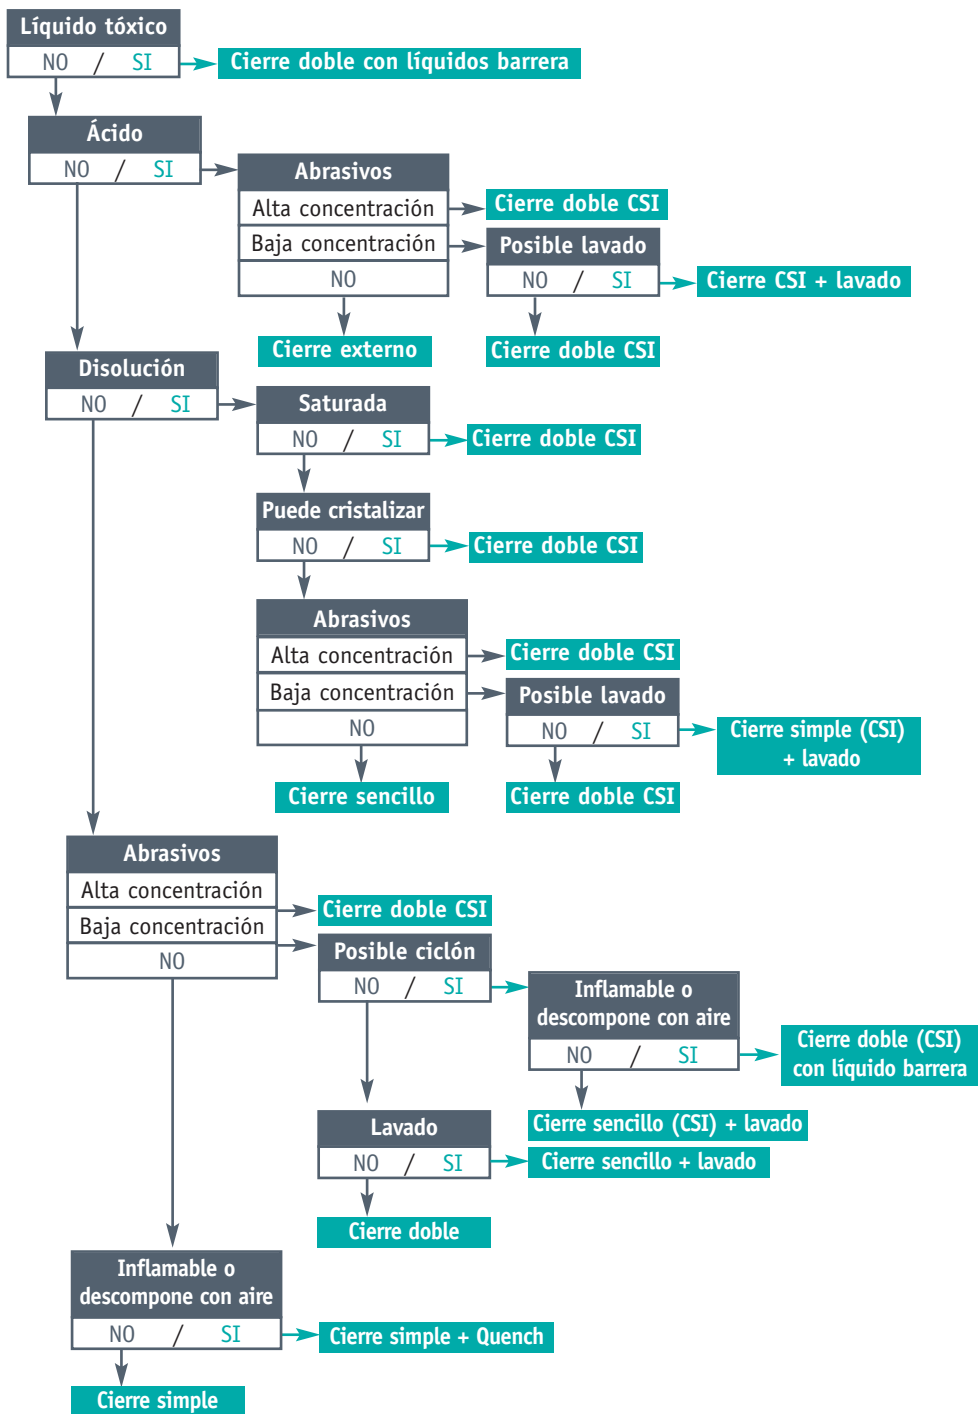 Líquido tóxico
NO / SI
Cierre doble con líquidos barrera
Ácido
NO / SI
Abrasivos
Alta concentración
Cierre doble CSI
Baja concentración
Posible lavado
NO
NO / SI
Cierre CSI + lavado
Cierre externo
Cierre doble CSI
Disolución
NO / SI
Saturada
NO / SI
Cierre doble CSI
Puede cristalizar
NO / SI
Cierre doble CSI
Abrasivos
Alta concentración
Cierre doble CSI
Baja concentración
Posible lavado
NO
NO / SI
Cierre simple (CSI)
+ lavado
Cierre sencillo
Cierre doble CSI
Abrasivos
Alta concentración
Cierre doble CSI
Baja concentración
Posible ciclón
NO
NO / SI
Inflamable o
descompone con aire
NO / SI
Cierre doble (CSI)
con líquido barrera
Cierre sencillo (CSI) + lavado
Lavado
NO / SI
Cierre sencillo + lavado
Cierre doble
Inflamable o
descompone con aire
NO / SI
Cierre simple + Quench
Cierre simple